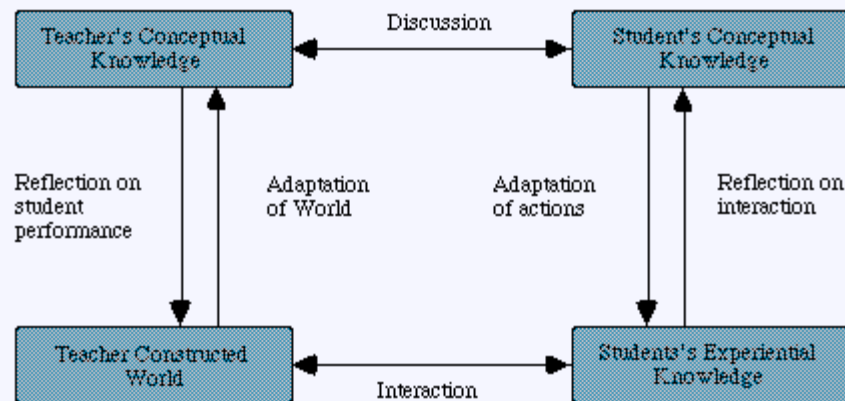 Teacher's Conceptual
Knowledge
Discussion
Student's Conceptual
Knowledge
Reflection on
student
performance
Adaptation
of World
Adaptation
of actions
Reflection on
interaction
Teacher Constructed
World
Interaction
Students's Experiential
Knowledge